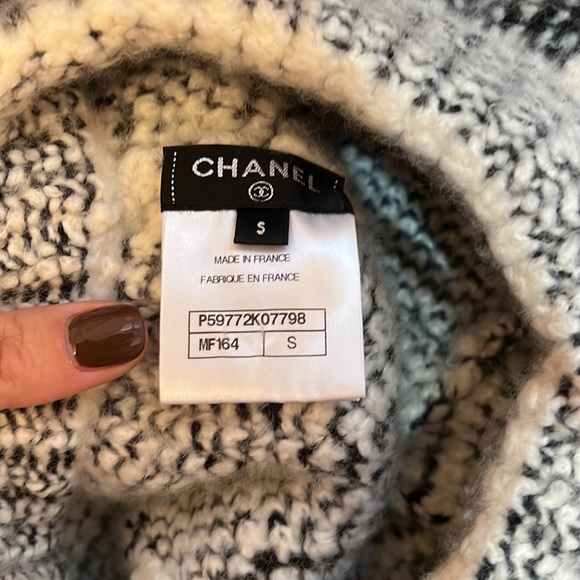 CHANEL
S
MADE IN FRANCE
FABRIQUE EN FRANCE
P59772K07798
MF164 S